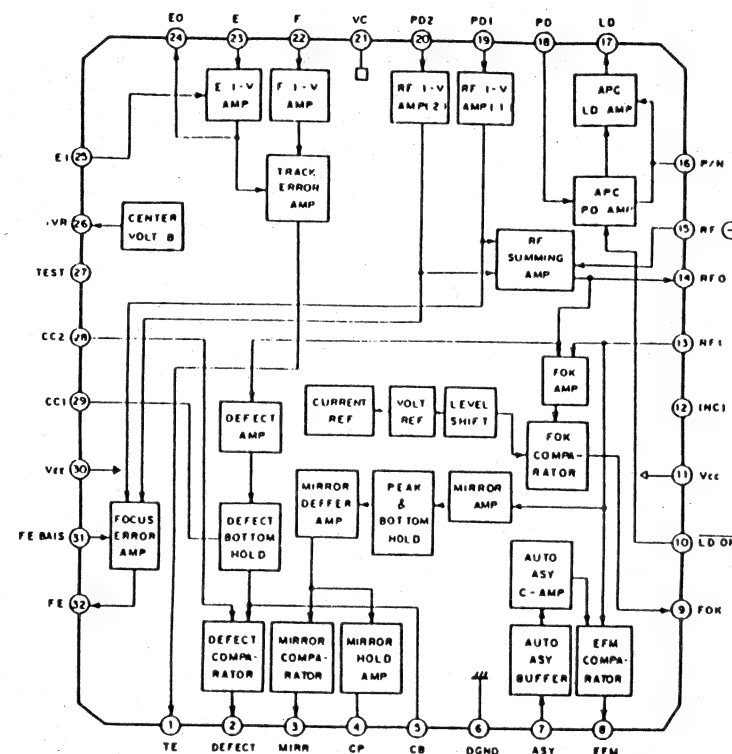 EO E F VC PD2 PD1 PD LD
24 23 22 21 20 19 18 17
E I-V
AMP
F I-V
AMP
RF I-V
AMP(2)
RF I-V
AMP(1)
APC
LD AMP
EI 25
16 P/N
TRACK
ERROR
AMP
APC
PD AMP
VR 26
CENTER
VOLT B
15 RF
RF
SUMMING
AMP
TEST 27
14 RFO
CC2 28
13 RFI
FOK
AMP
CC1 29
DEFECT
AMP
CURRENT
REF
VOLT
REF
LEVEL
SHIFT
12 (NC)
FOK
COMPA-
RATOR
VEE 30
11 VCC
MIRROR
DEFFER
AMP
PEAK
&
BOTTOM
HOLD
MIRROR
AMP
FE BAIS 31
FOCUS
ERROR
AMP
DEFECT
BOTTOM
HOLD
10 LD
AUTO
ASY
C-AMP
FE 32
9 FOK
DEFECT
COMPA-
RATOR
MIRROR
COMPA-
RATOR
MIRROR
HOLD
AMP
AUTO
ASY
BUFFER
EFM
COMPA-
RATOR
1 2 3 4 5 6 7 8
TE DEFECT MIRR CP CB DGND ASY EFM